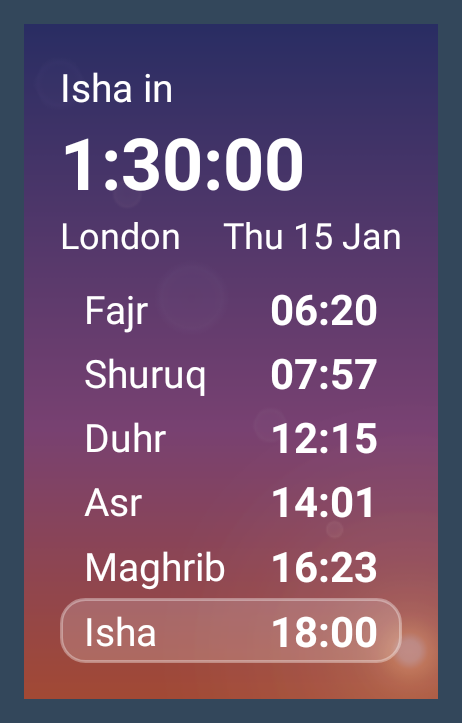 Isha in
1:30:00
London Thu 15 Jan
Fajr 06:20
Shuruq 07:57
Duhr 12:15
Asr 14:01
Maghrib 16:23
Isha 18:00